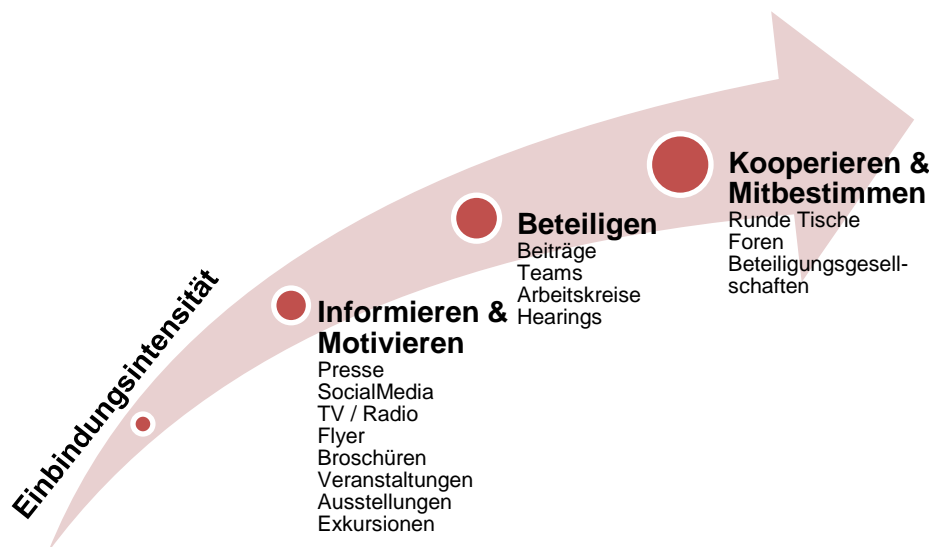 Einbindungsintensität
Informieren &
Motivieren
Presse
SocialMedia
TV / Radio
Flyer
Broschüren
Veranstaltungen
Ausstellungen
Exkursionen
Beteiligen
Beiträge
Teams
Arbeitskreise
Hearings
Kooperieren &
Mitbestimmen
Runde Tische
Foren
Beteiligungsgesell-
schaften